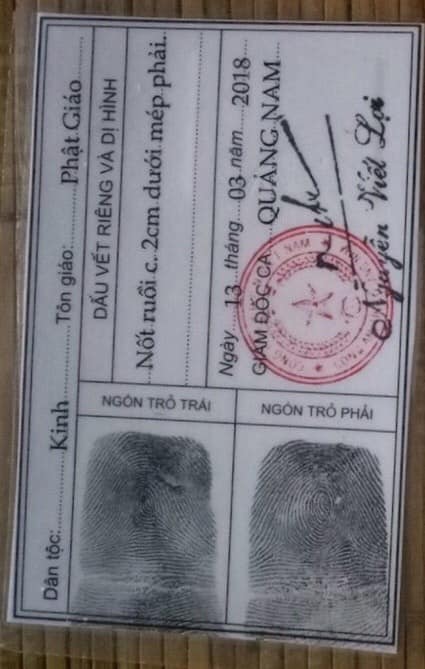 Dân tộc: Kinh Tôn giáo: Phật Giáo
DẤU VẾT RIÊNG VÀ DỊ HÌNH
Nốt ruồi c. 2cm dưới mép phải.
NGÓN TRỎ TRÁI
Ngày 13 tháng 03 năm 2018
GIÁM ĐỐC CA QUẢNG NAM
NGÓN TRỎ PHẢI
Nguyễn Viết Lợi